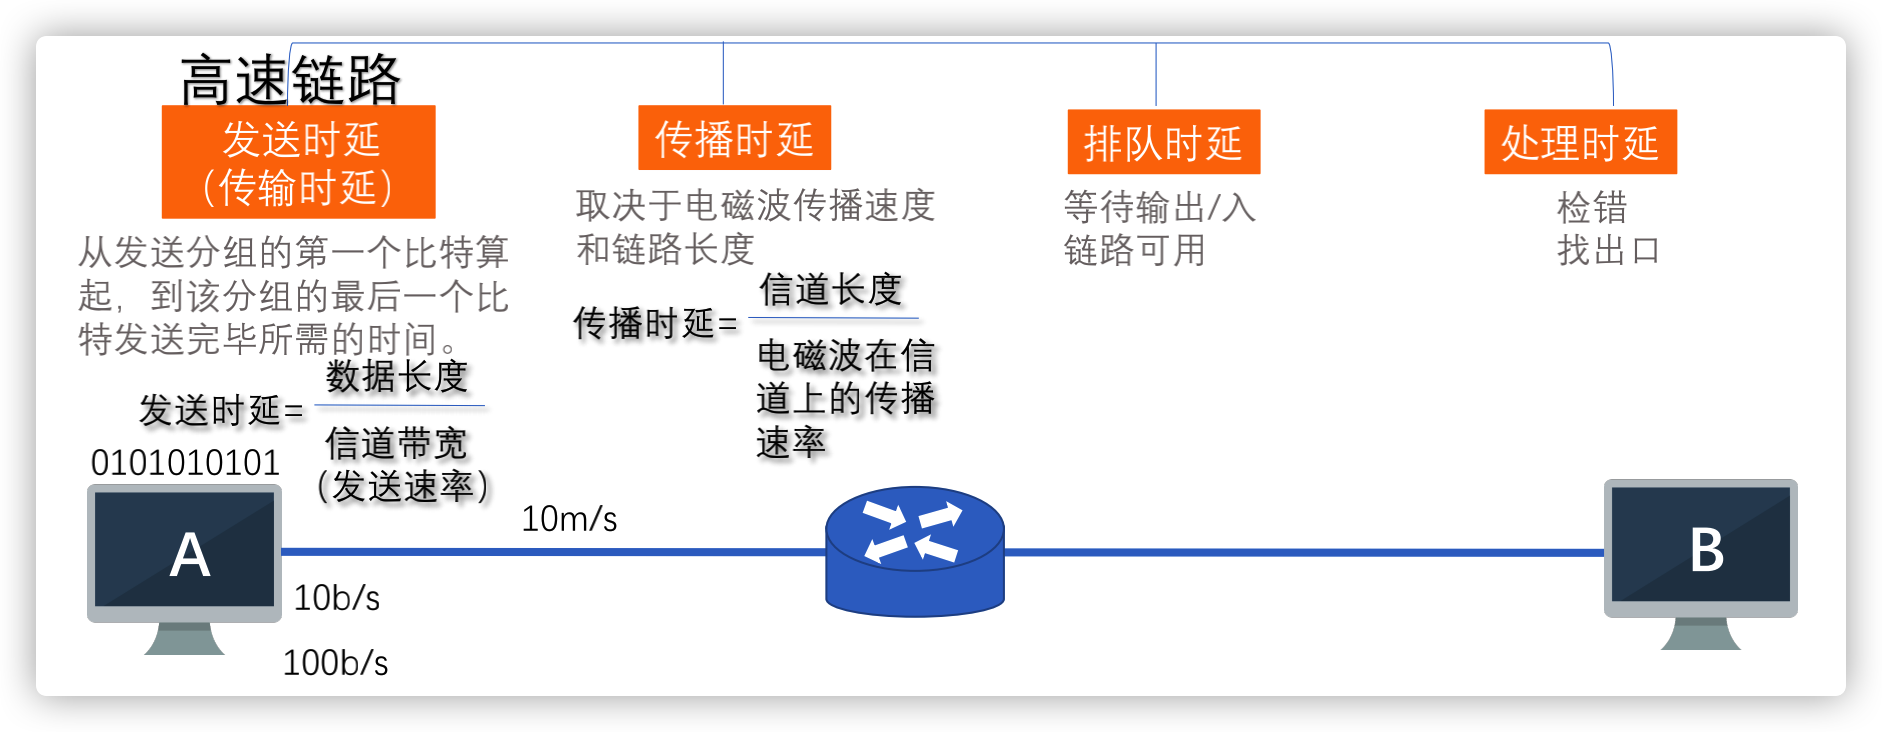 高速链路
发送时延
（传输时延）
从发送分组的第一个比特算
起，到该分组的最后一个比
特发送完毕所需的时间。
发送时延=
数据长度
信道带宽
（发送速率）
传播时延
取决于电磁波传播速度
和链路长度
传播时延=
信道长度
电磁波在信
道上的传播
速率
排队时延
等待输出/入
链路可用
处理时延
检错
找出口
0101010101
A
10m/s
10b/s
100b/s
B